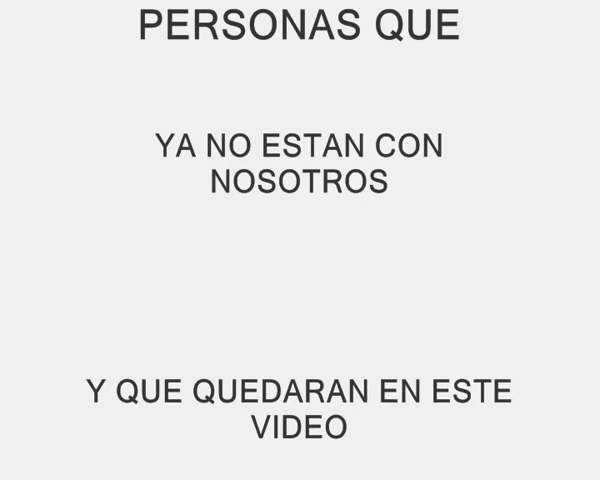 PERSONAS QUE
YA NO ESTAN CON
NOSOTROS
Y QUE QUEDARAN EN ESTE
VIDEO